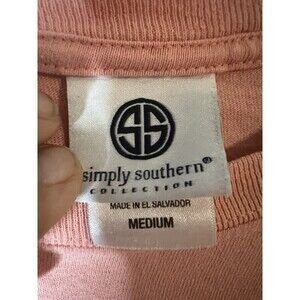 SS
simply southern®
COLLECTION
MADE IN EL SALVADOR
MEDIUM